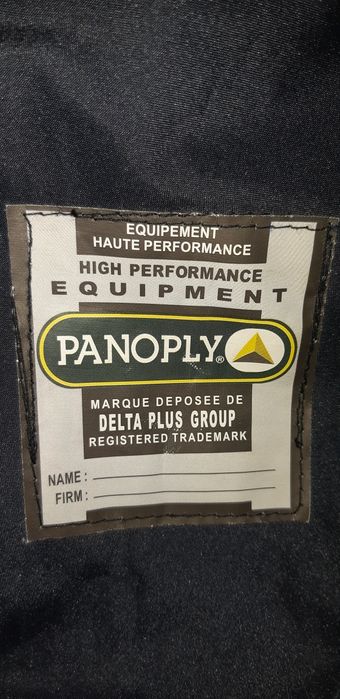 EQUIPEMENT
HAUTE PERFORMANCE
HIGH PERFORMANCE
EQUIPMENT
PANOPLY®
MARQUE DEPOSEE DE
DELTA PLUS GROUP
REGISTERED TRADEMARK
NAME :
FIRM :